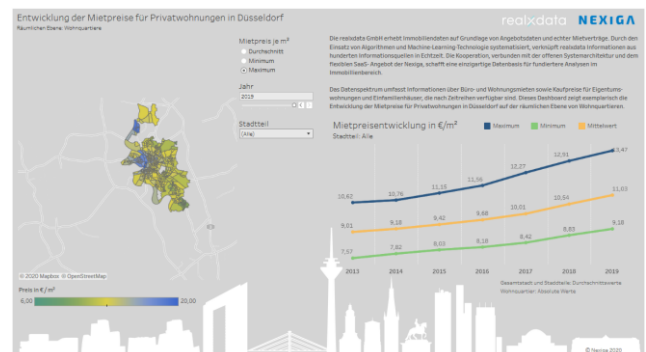 Entwicklung der Mietpreise für Privatwohnungen in Düsseldorf
Räumlichen Ebene: Wohnquartiere
realxdata NEXIGA
Mietpreis je m²
Durchschnitt
Minimum
Maximum
Jahr
2019
Stadtteil
(Alle)
Die realxdata GmbH erhebt Immobiliendaten auf Grundlage von Angebotsdaten und echter Mietverträge. Durch den
Einsatz von Algorithmen und Machine-Learning-Technologie systematisiert, verknüpft realxdata Informationen aus
hunderten Informationsquellen in Echtzeit. Die Kooperation, verbunden mit der offenen Systemarchitektur und dem
flexiblen SaaS- Angebot der Nexiga, schafft eine einzigartige Datenbasis für fundiertere Analysen im
Immobilienbereich.
Das Datenspektrum umfasst Informationen über Büro- und Wohnungsmieten sowie Kaufpreise für Eigentums-
wohnungen und Einfamilienhäuser, die nach Zeitreihen verfügbar sind. Dieses Dashboard zeigt exemplarisch die
Entwicklung der Mietpreise für Privatwohnungen in Düsseldorf auf der räumlichen Ebene von Wohnquartieren.
Mietpreisentwicklung in €/m²
Stadtteil: Alle
Maximum Minimum Mittelwert
10,62 10,76 11,15 11,56 12,27 12,91 13,47
9,01 9,18 9,42 9,68 10,01 10,54 11,03
7,57 7,82 8,03 8,18 8,42 8,83 9,18
2013 2014 2015 2016 2017 2018 2019
© 2020 Mapbox © OpenStreetMap
Preis in € / m²
6,00 20,00
Gesamtstadt und Stadtteile: Durchschnittswerte
Wohnquartier: Absolute Werte
© Nexiga 2020